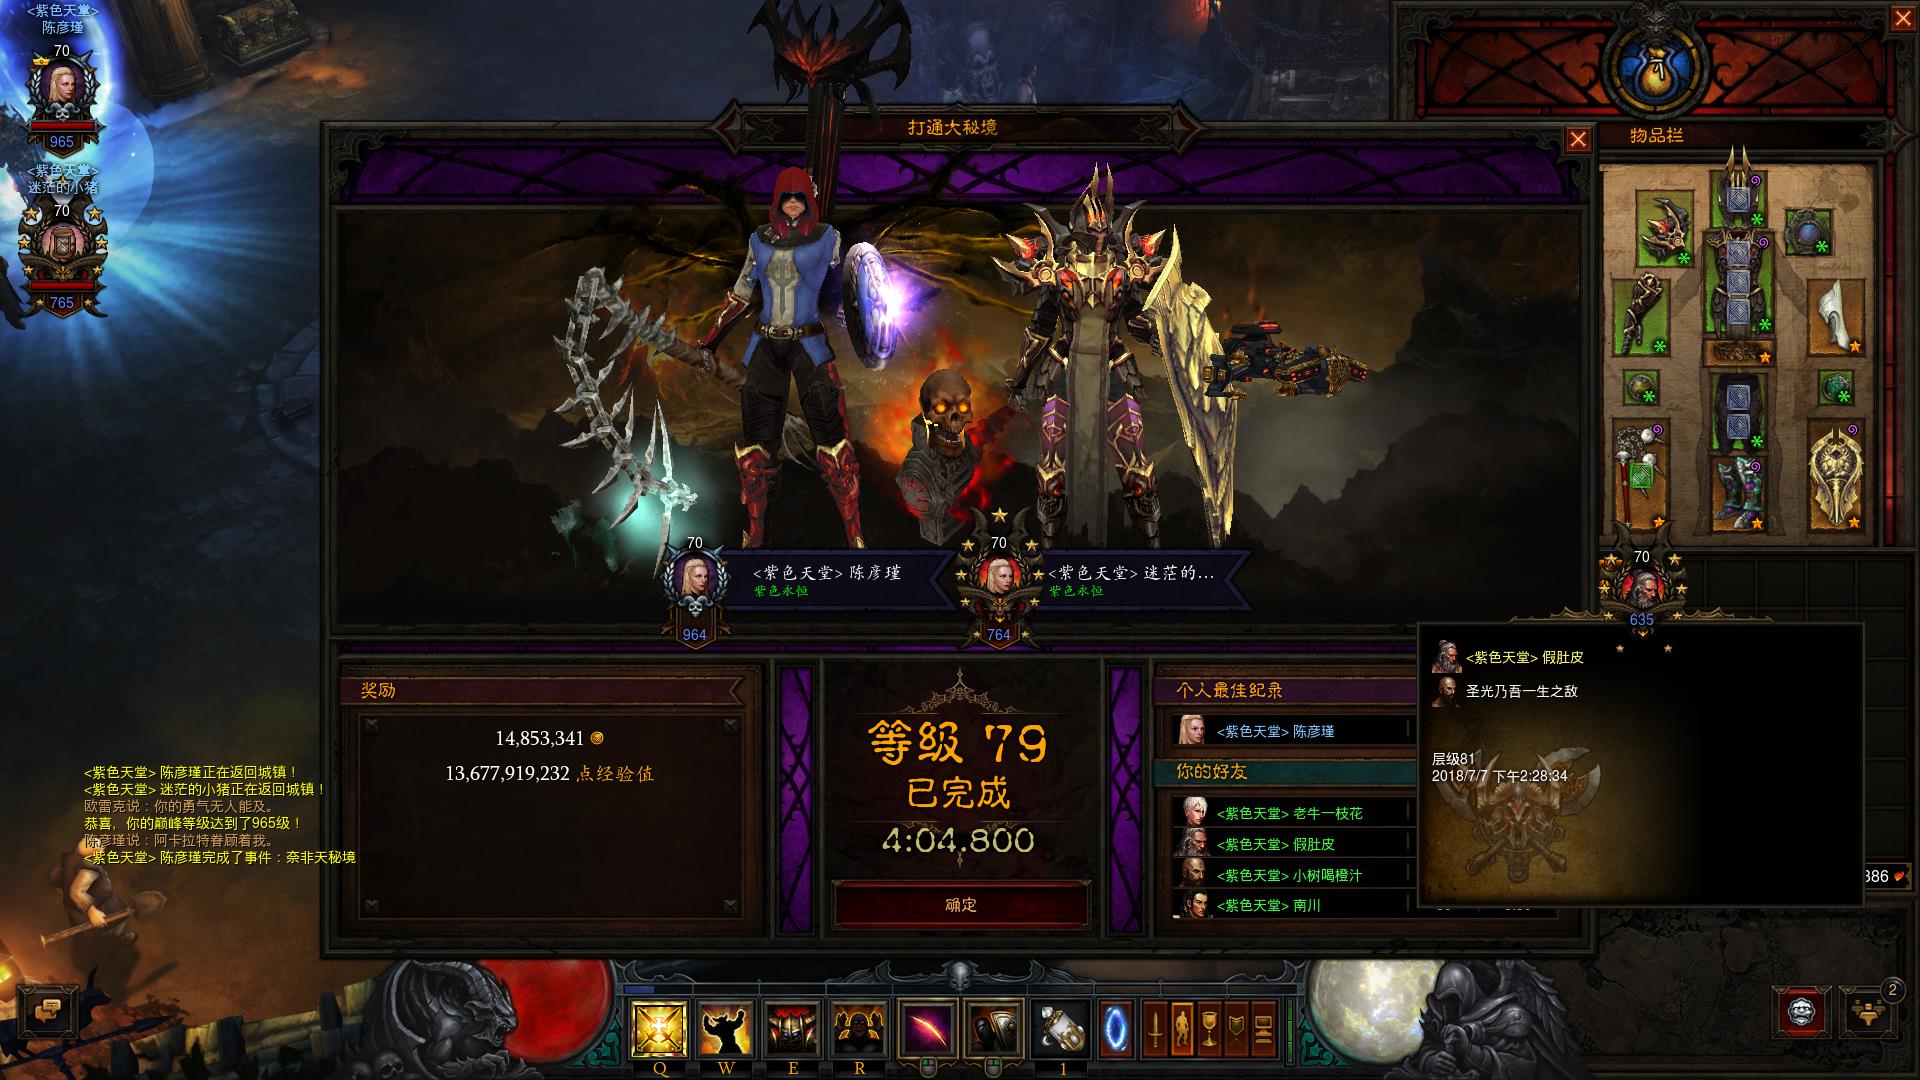 <紫色天堂>
陈彦瑾
70
965
<紫色天堂>
迷茫的小猪
70
765
打通大秘境
物品栏
70
<紫色天堂> 陈彦瑾
紫色永恒
964
70
<紫色天堂> 迷茫的...
紫色永恒
764
70
635
<紫色天堂> 假肚皮
圣光乃吾一生之敌
层级81
2018/7/7 下午2:28:34
奖励
14,853,341
13,677,919,232 点经验值
等级 79
已完成
4:04.800
确定
个人最佳纪录
<紫色天堂> 陈彦瑾
你的好友
<紫色天堂> 老牛一枝花
<紫色天堂> 假肚皮
<紫色天堂> 小树喝橙汁
<紫色天堂> 南川
386
<紫色天堂> 陈彦瑾正在返回城镇！
<紫色天堂> 迷茫的小猪正在返回城镇！
欧雷克说：你的勇气无人能及。
恭喜，你的巅峰等级达到了965级！
陈彦瑾说：阿卡拉特眷顾着我。
<紫色天堂> 陈彦瑾完成了事件：奈非天秘境
Q
W
E
R
1
2